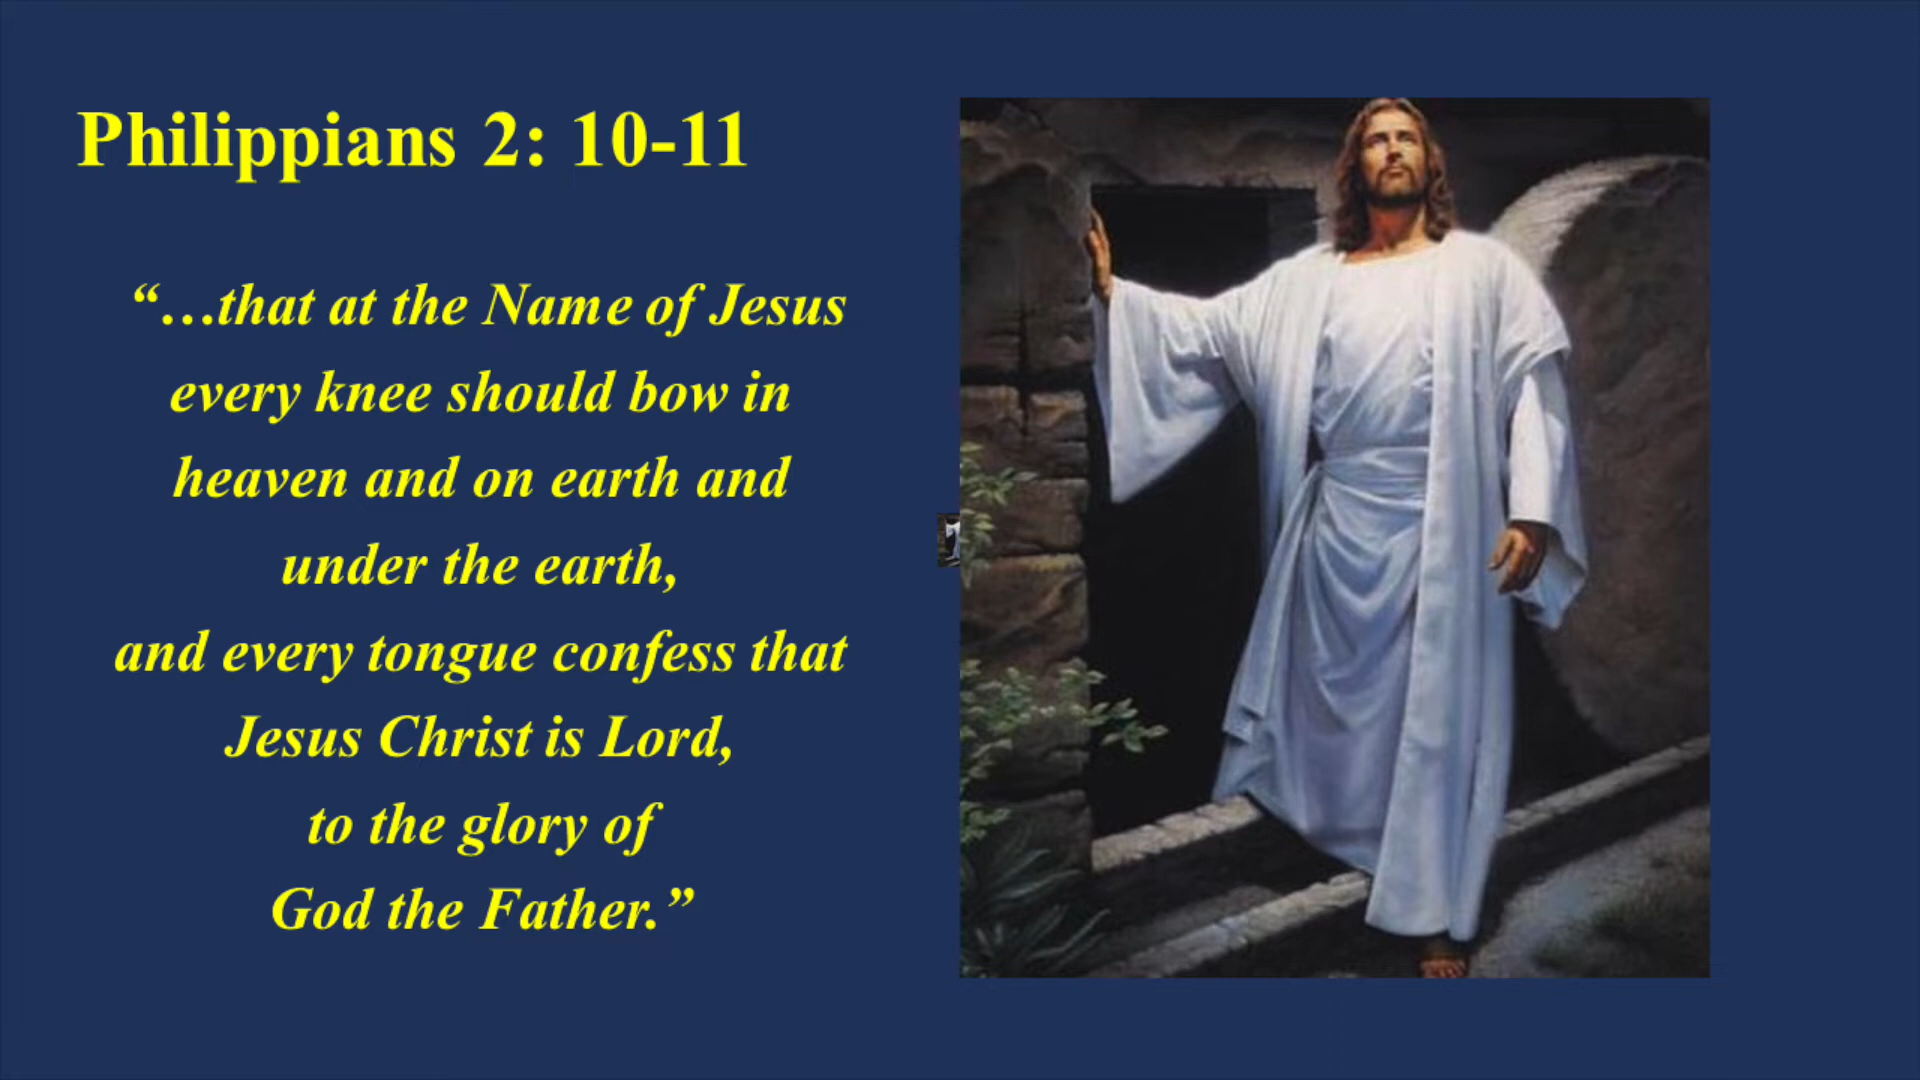 Philippians 2: 10-11
“…that at the Name of Jesus
every knee should bow in
heaven and on earth and
under the earth,
and every tongue confess that
Jesus Christ is Lord,
to the glory of
God the Father.”